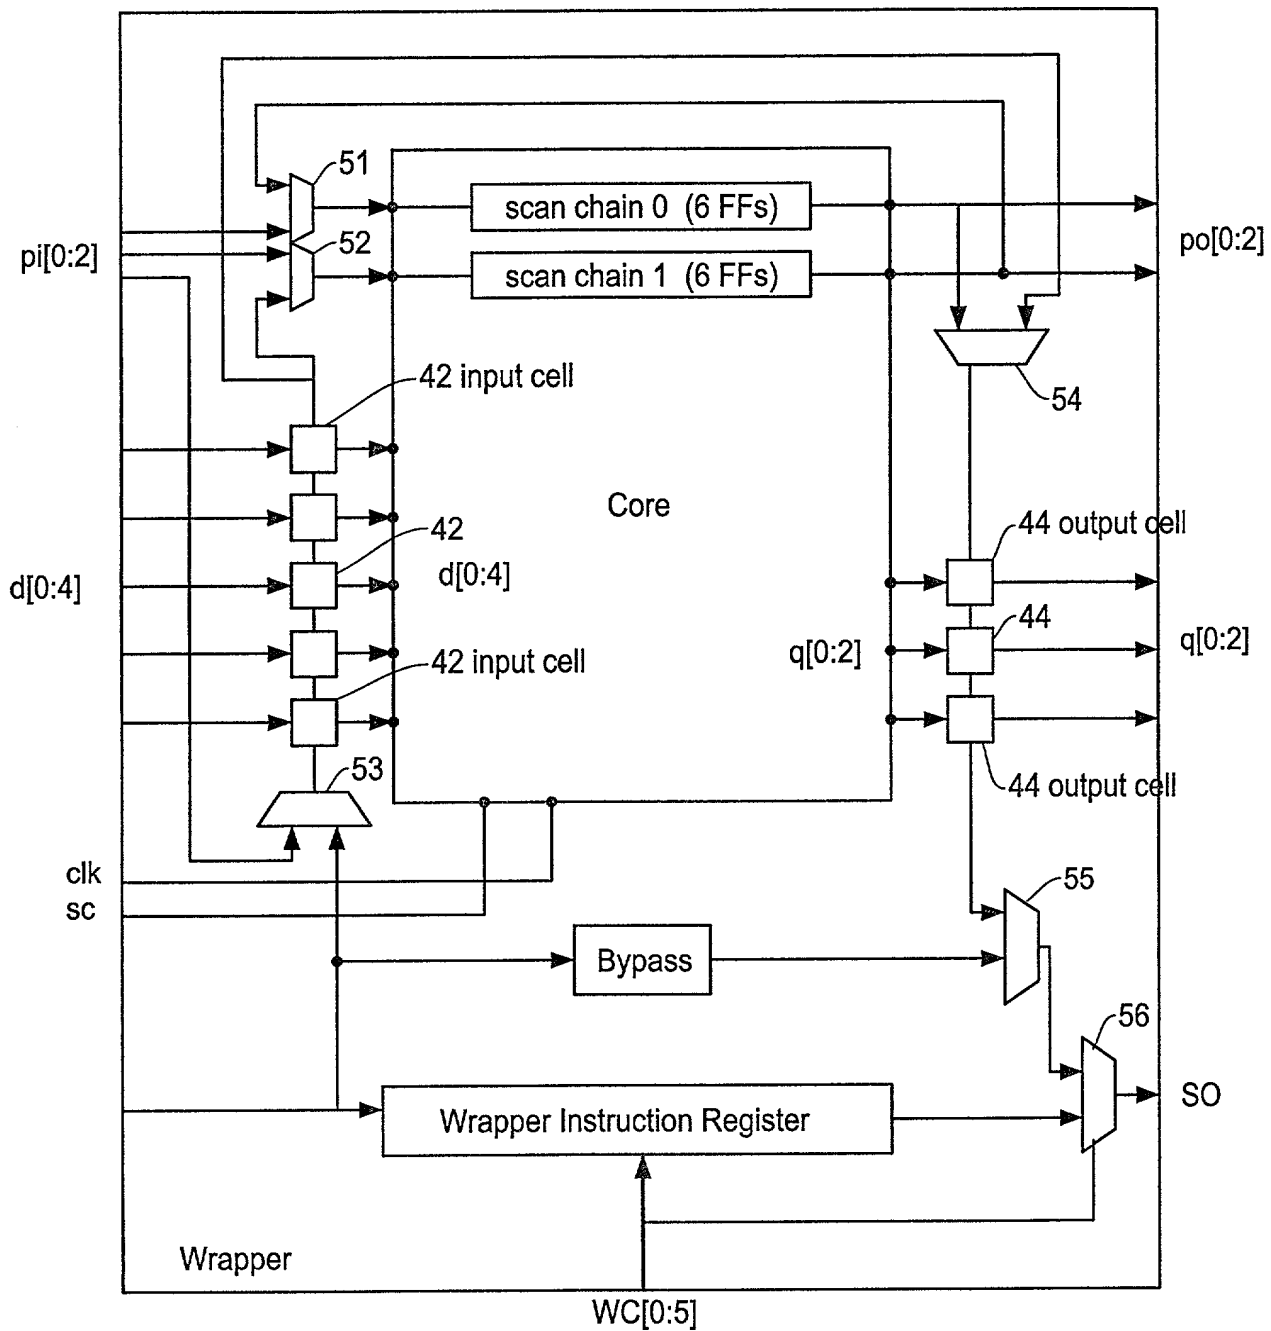 51
scan chain 0 (6 FFs)
52
pi[0:2]
po[0:2]
scan chain 1 (6 FFs)
42 input cell
54
Core
44 output cell
42
d[0:4]
d[0:4]
44
q[0:2]
q[0:2]
42 input cell
53
44 output cell
clk
sc
55
Bypass
56
SO
Wrapper Instruction Register
Wrapper
WC[0:5]